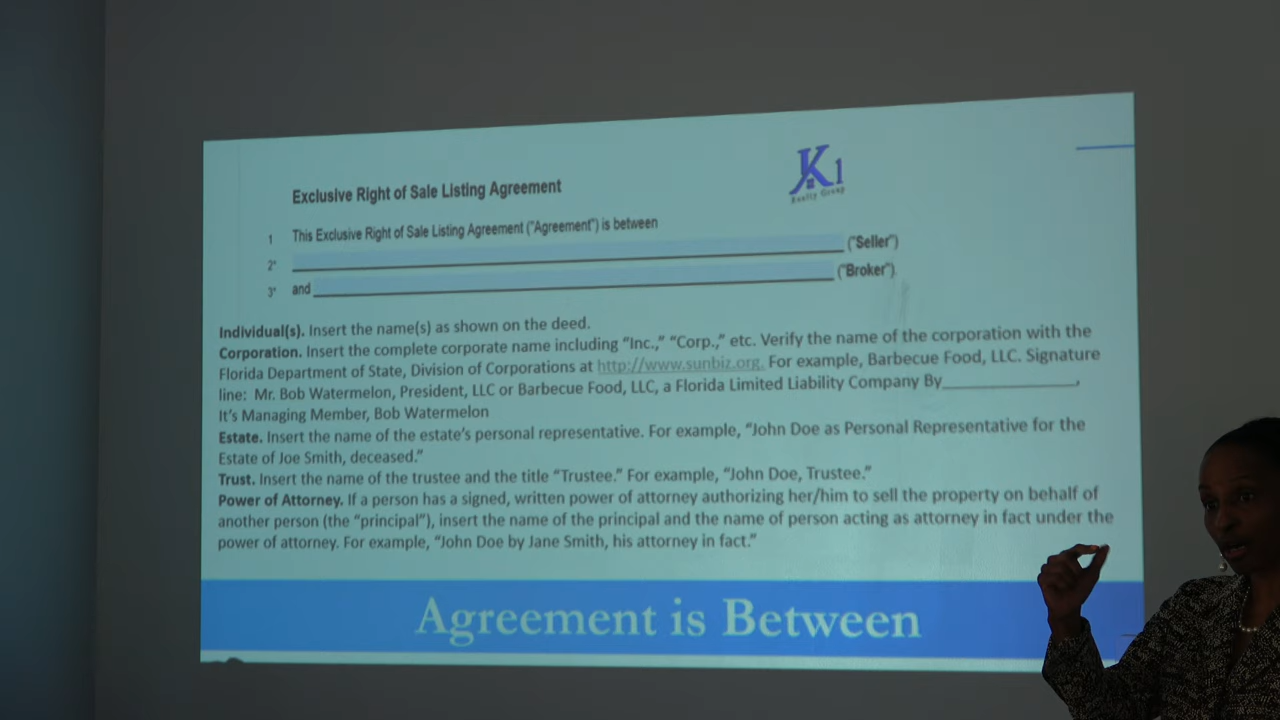 K1
Realty Group
Exclusive Right of Sale Listing Agreement
1 This Exclusive Right of Sale Listing Agreement ("Agreement") is between
2* ("Seller")
3* and ("Broker")
Individual(s). Insert the name(s) as shown on the deed.
Corporation. Insert the complete corporate name including "Inc.," "Corp.," etc. Verify the name of the corporation with the
Florida Department of State, Division of Corporations at http://www.sunbiz.org. For example, Barbecue Food, LLC. Signature
line: Mr. Bob Watermelon, President, LLC or Barbecue Food, LLC, a Florida Limited Liability Company By____________,
It's Managing Member, Bob Watermelon
Estate. Insert the name of the estate's personal representative. For example, "John Doe as Personal Representative for the
Estate of Joe Smith, deceased."
Trust. Insert the name of the trustee and the title "Trustee." For example, "John Doe, Trustee."
Power of Attorney. If a person has a signed, written power of attorney authorizing her/him to sell the property on behalf of
another person (the "principal"), insert the name of the principal and the name of person acting as attorney in fact under the
power of attorney. For example, "John Doe by Jane Smith, his attorney in fact."
Agreement is Between